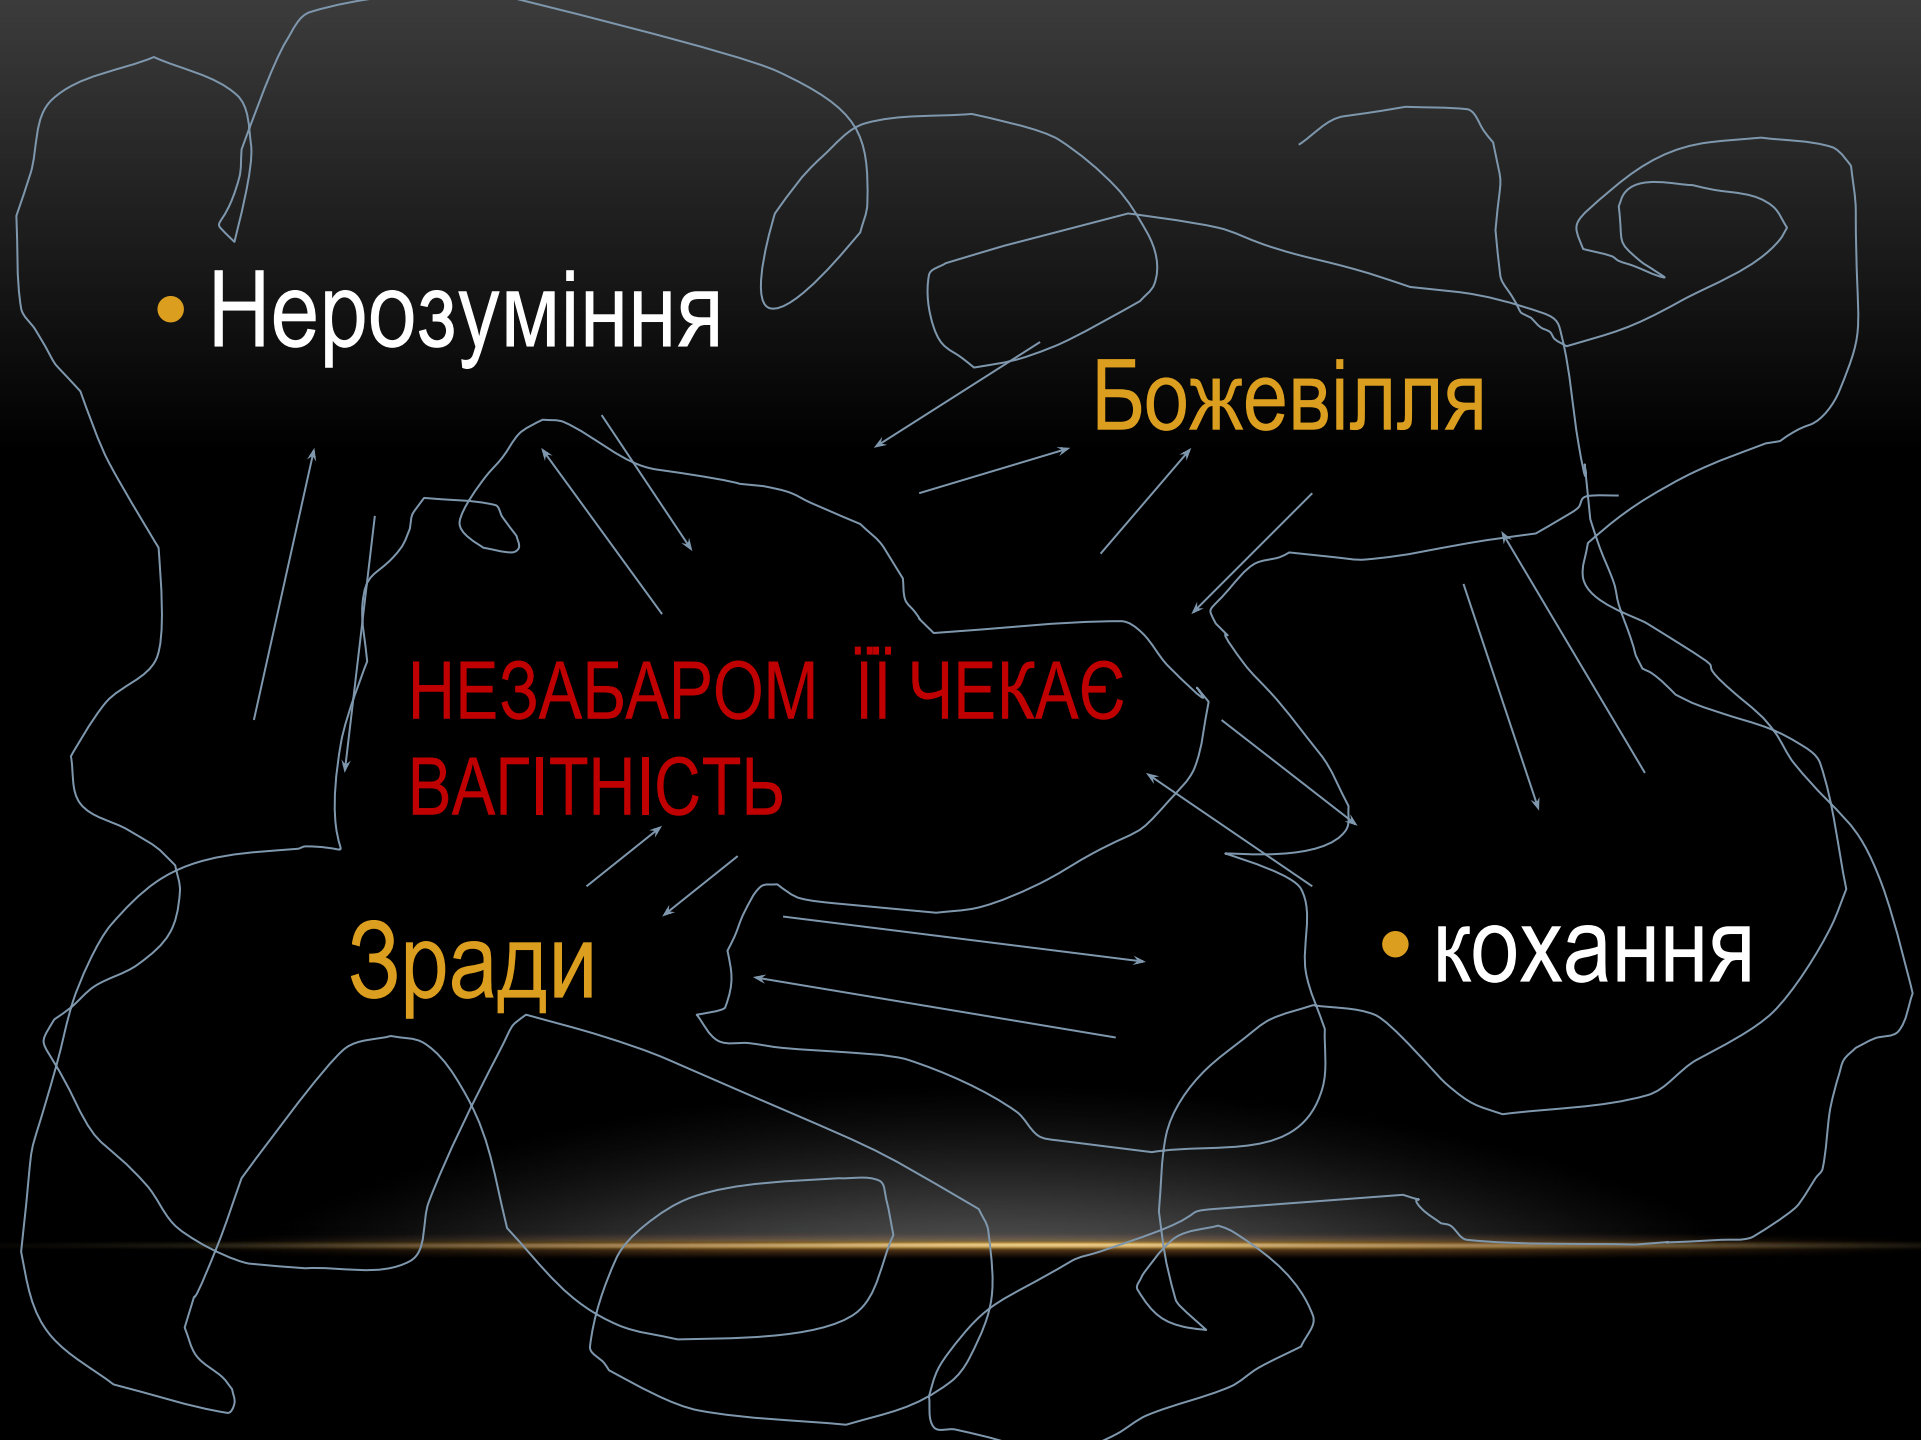 • Нерозуміння
Божевілля
НЕЗАБАРОМ ЇЇ ЧЕКАЄ
ВАГІТНІСТЬ
Зради
• кохання